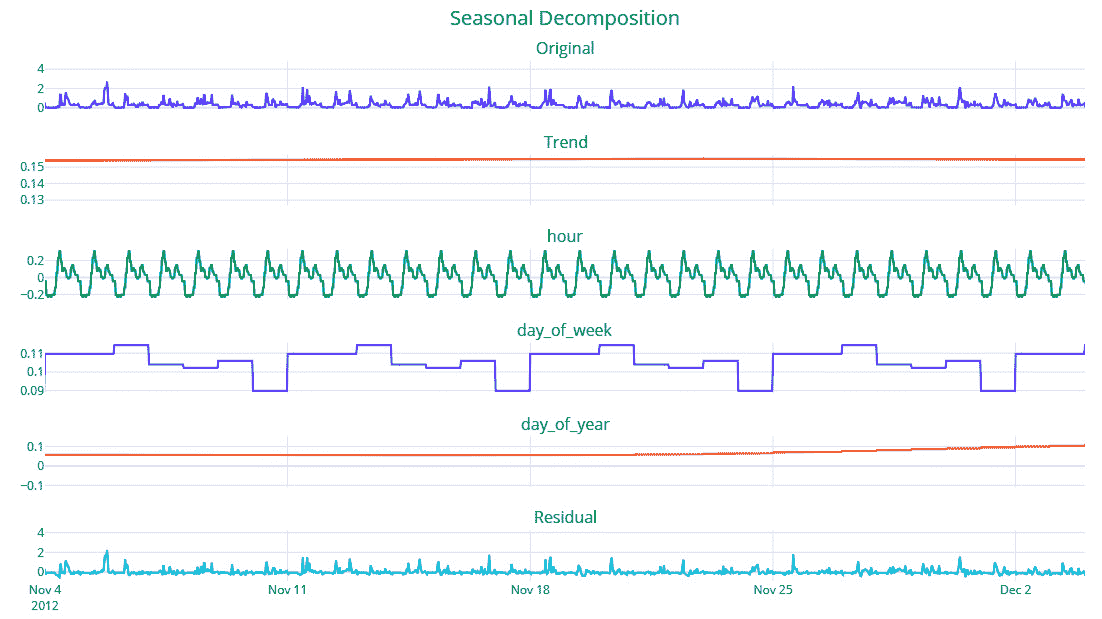 Seasonal Decomposition
Original
4
2
0
Trend
0.15
0.14
0.13
hour
0.2
0
−0.2
day_of_week
0.11
0.1
0.09
day_of_year
0.1
0
−0.1
Residual
4
2
0
Nov 4 Nov 11 Nov 18 Nov 25 Dec 2
2012